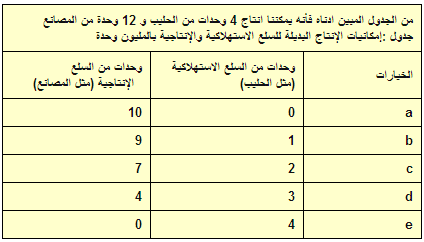 من الجدول المبين ادناه فأنه يمكننا انتاج 4 وحدات من الحليب و 12 وحدة من المصانع
جدول :إمكانيات الإنتاج البديلة للسلع الاستهلاكية والإنتاجية بالمليون وحدة
الخيارات وحدات من السلع الاستهلاكية وحدات من السلع
(مثل الحليب) الإنتاجية (مثل المصانع)
a 0 10
b 1 9
c 2 7
d 3 4
e 4 0